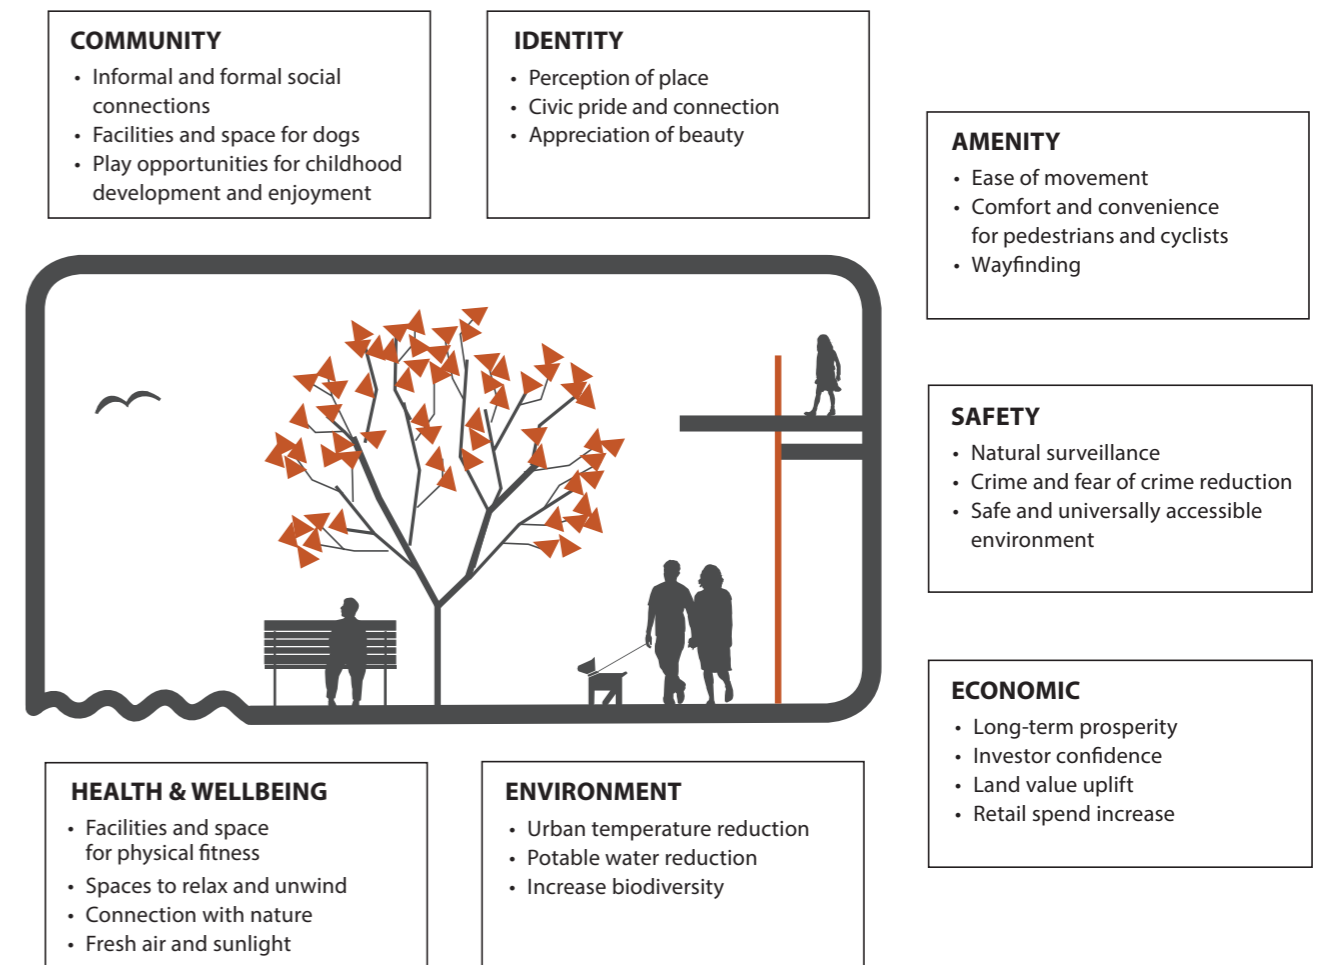 COMMUNITY
• Informal and formal social
connections
• Facilities and space for dogs
• Play opportunities for childhood
development and enjoyment
IDENTITY
• Perception of place
• Civic pride and connection
• Appreciation of beauty
AMENITY
• Ease of movement
• Comfort and convenience
for pedestrians and cyclists
• Wayfinding
SAFETY
• Natural surveillance
• Crime and fear of crime reduction
• Safe and universally accessible
environment
ECONOMIC
• Long-term prosperity
• Investor confidence
• Land value uplift
• Retail spend increase
HEALTH & WELLBEING
• Facilities and space
for physical fitness
• Spaces to relax and unwind
• Connection with nature
• Fresh air and sunlight
ENVIRONMENT
• Urban temperature reduction
• Potable water reduction
• Increase biodiversity